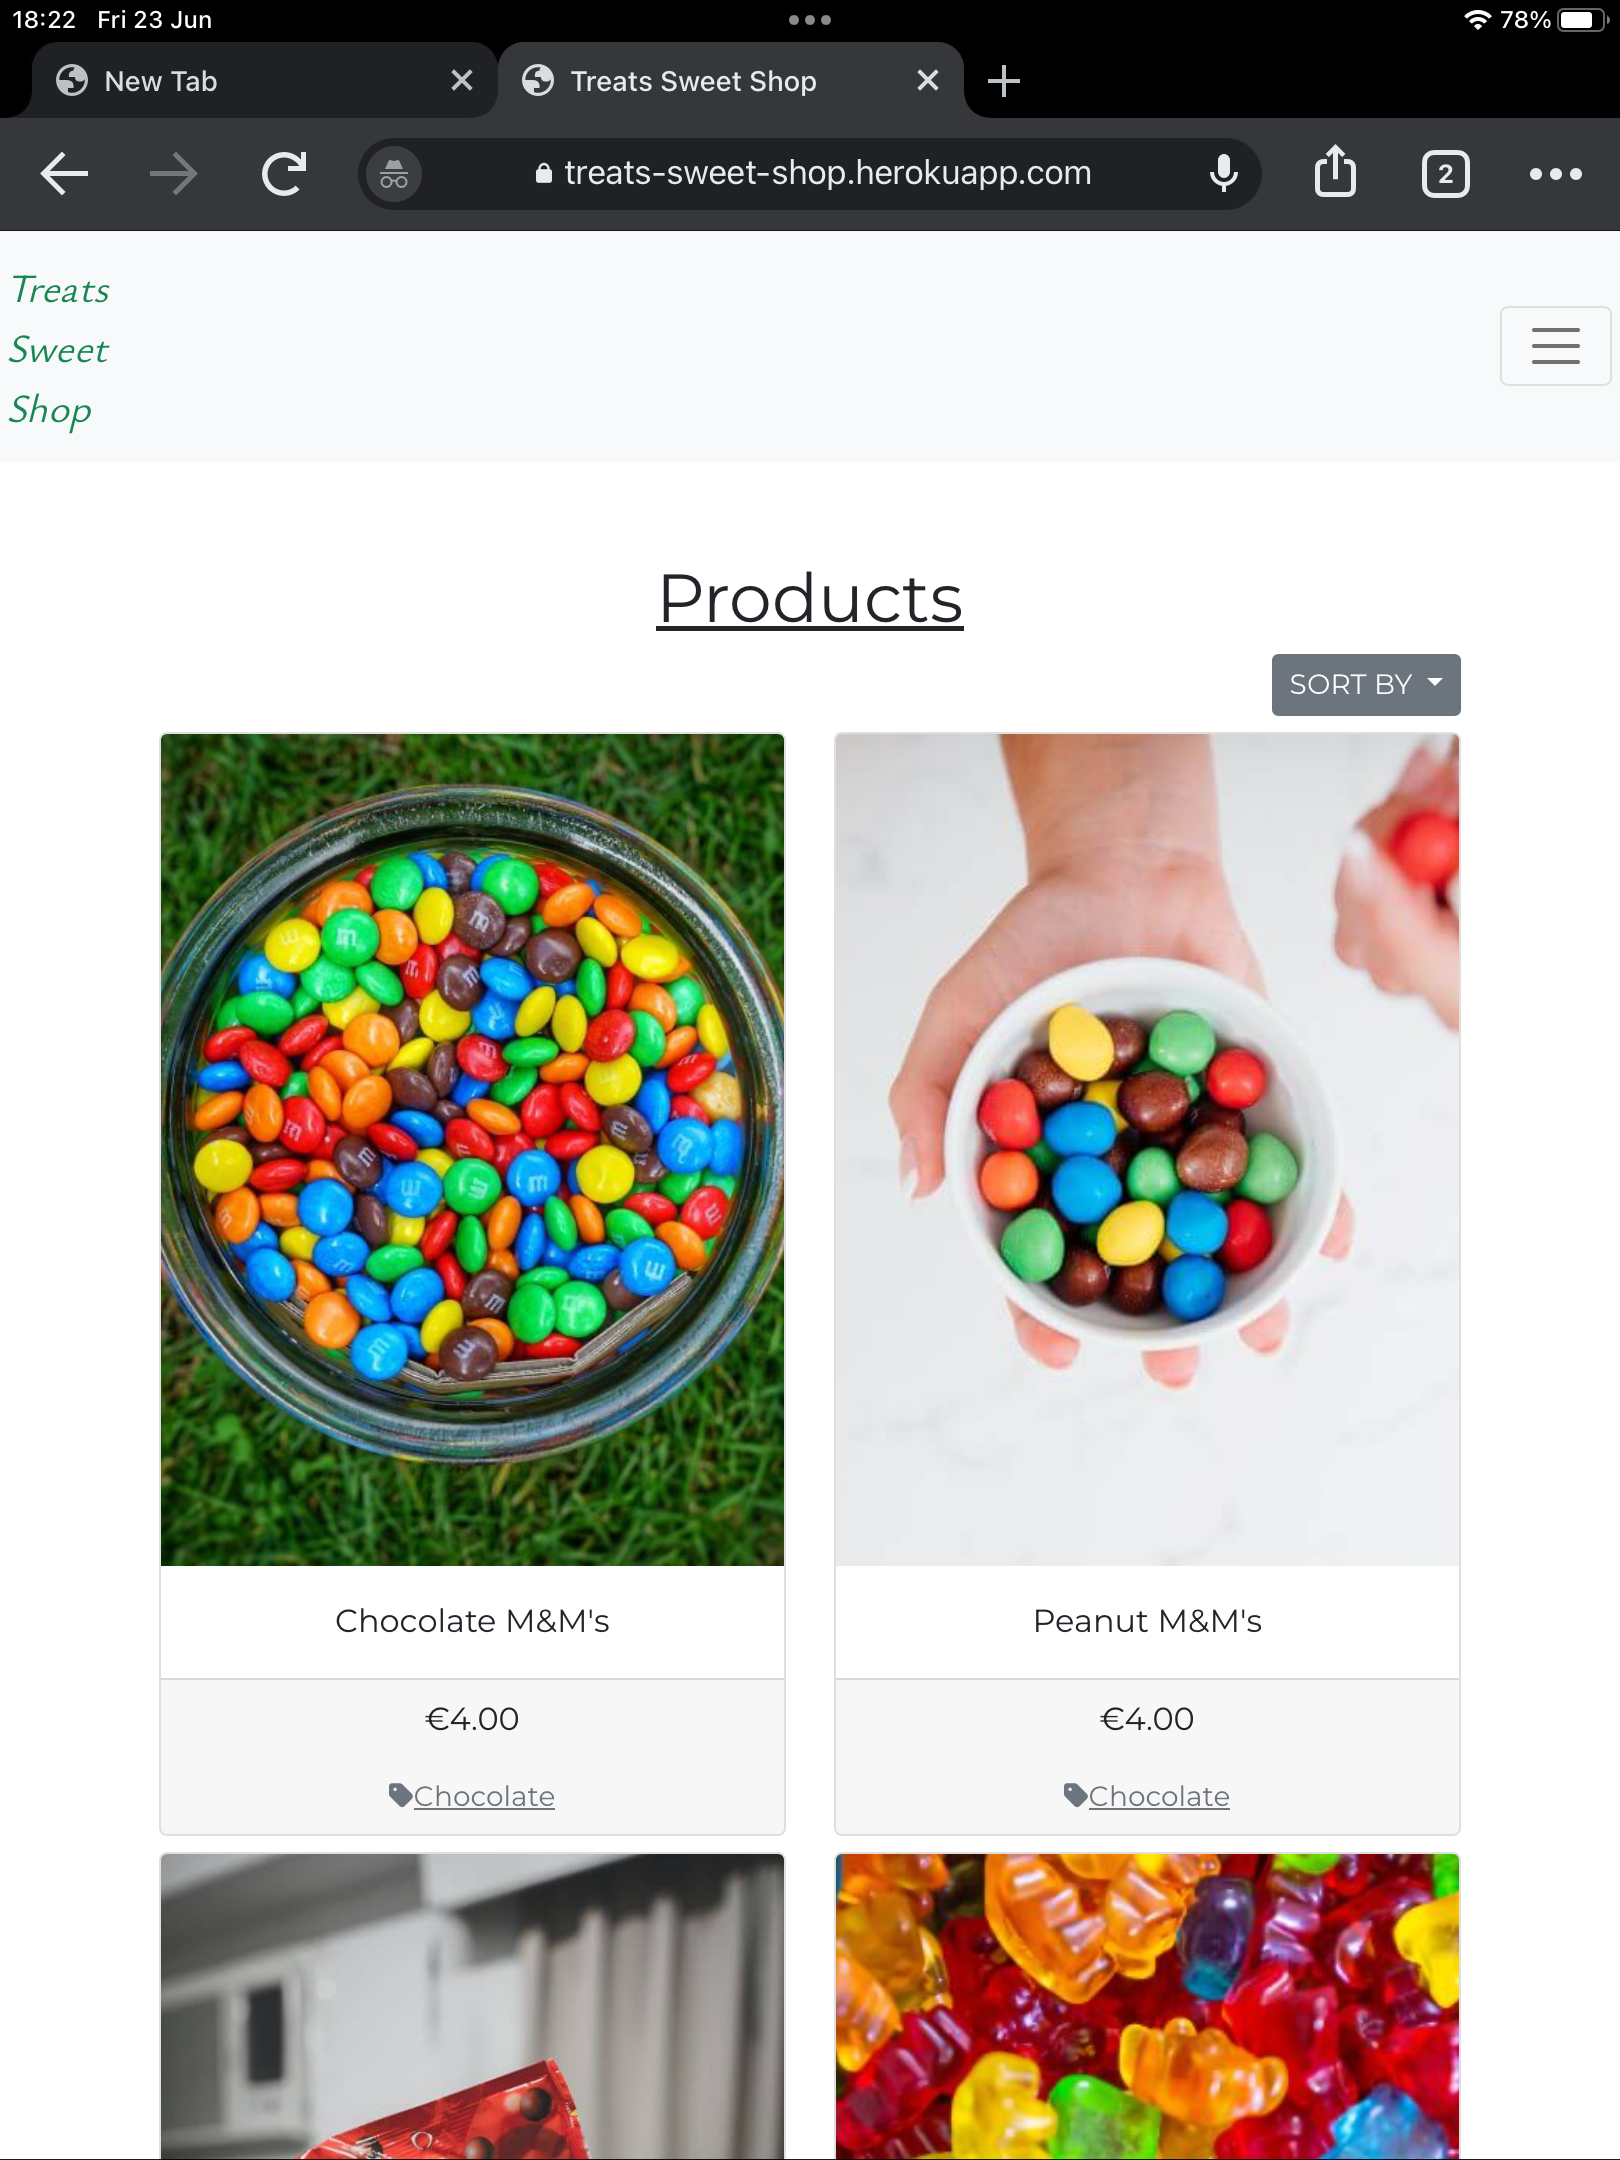 18:22 Fri 23 Jun
78%
New Tab
Treats Sweet Shop
treats-sweet-shop.herokuapp.com
2
Treats
Sweet
Shop
Products
SORT BY
Chocolate M&M's
Peanut M&M's
€4.00
€4.00
Chocolate
Chocolate